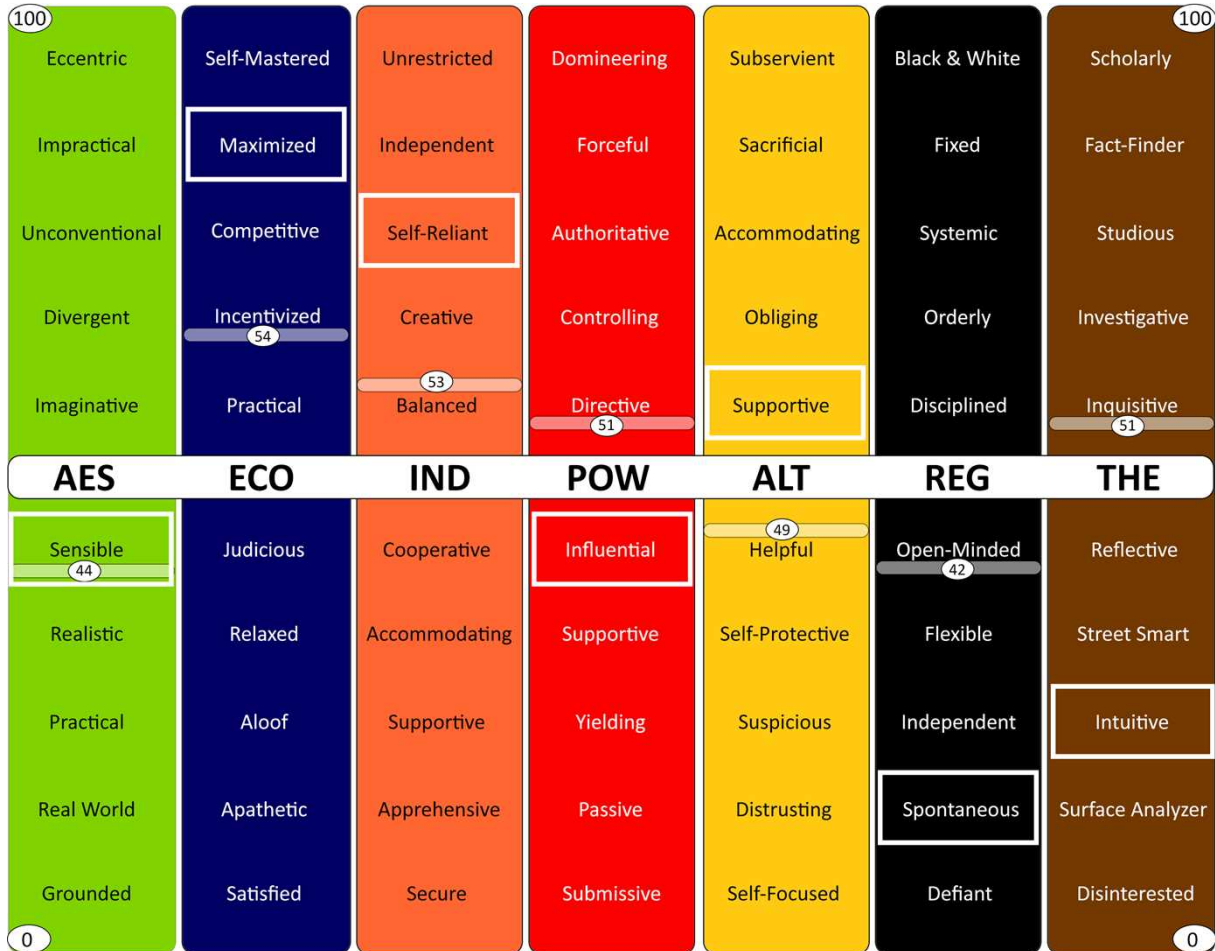 100 100
Eccentric Self-Mastered Unrestricted Domineering Subservient Black & White Scholarly
Impractical Maximized Independent Forceful Sacrificial Fixed Fact-Finder
Unconventional Competitive Self-Reliant Authoritative Accommodating Systemic Studious
Divergent Incentivized Creative Controlling Obliging Orderly Investigative
54
53
Imaginative Practical Balanced Directive Supportive Disciplined Inquisitive
51 51
AES ECO IND POW ALT REG THE
49
Sensible Judicious Cooperative Influential Helpful Open-Minded Reflective
44 42
Realistic Relaxed Accommodating Supportive Self-Protective Flexible Street Smart
Practical Aloof Supportive Yielding Suspicious Independent Intuitive
Real World Apathetic Apprehensive Passive Distrusting Spontaneous Surface Analyzer
Grounded Satisfied Secure Submissive Self-Focused Defiant Disinterested
0 0